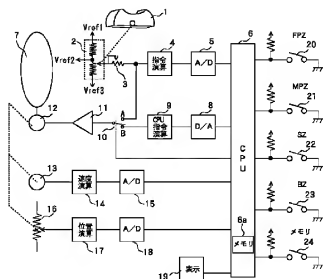 1
Vref1
2
7
Vref2
Vref3
3
4
指令
演算
5
A/D
6
FPZ
20
MPZ
21
12
11
A
B
10
9
CPU
指令演算
8
D/A
CPU
SZ
22
13
速度
演算
14
A/D
15
BZ
23
16
位置
演算
17
A/D
18
6a
メモリ
メモリ
24
19
表示